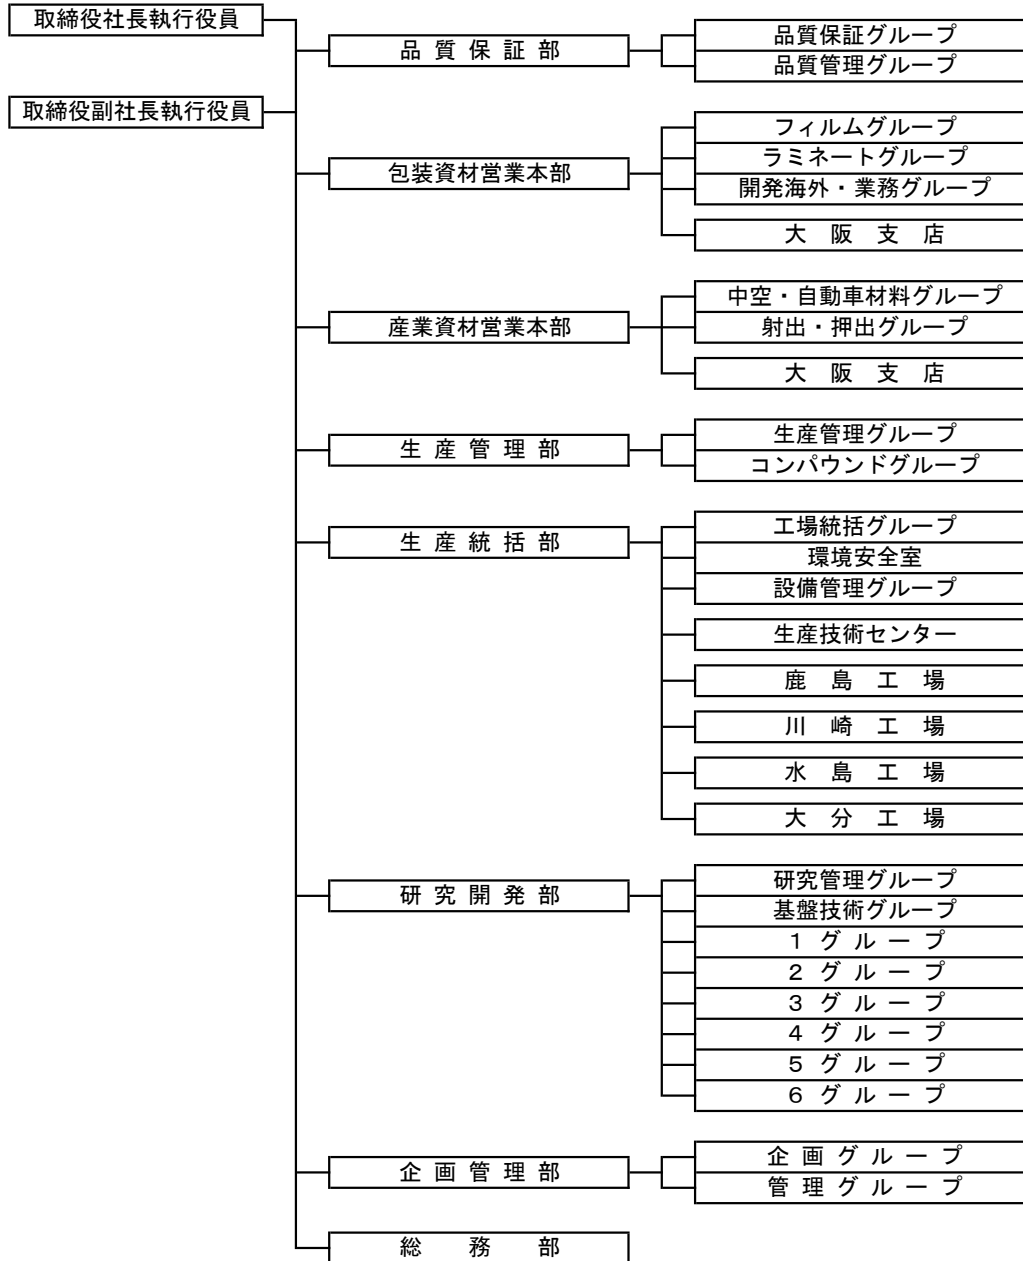 取締役社長執行役員
取締役副社長執行役員
品質保証部
品質保証グループ
品質管理グループ
包装資材営業本部
フィルムグループ
ラミネートグループ
開発海外・業務グループ
大阪支店
産業資材営業本部
中空・自動車材料グループ
射出・押出グループ
大阪支店
生産管理部
生産管理グループ
コンパウンドグループ
生産統括部
工場統括グループ
環境安全室
設備管理グループ
生産技術センター
鹿島工場
川崎工場
水島工場
大分工場
研究開発部
研究管理グループ
基盤技術グループ
1グループ
2グループ
3グループ
4グループ
5グループ
6グループ
企画管理部
企画グループ
管理グループ
総務部